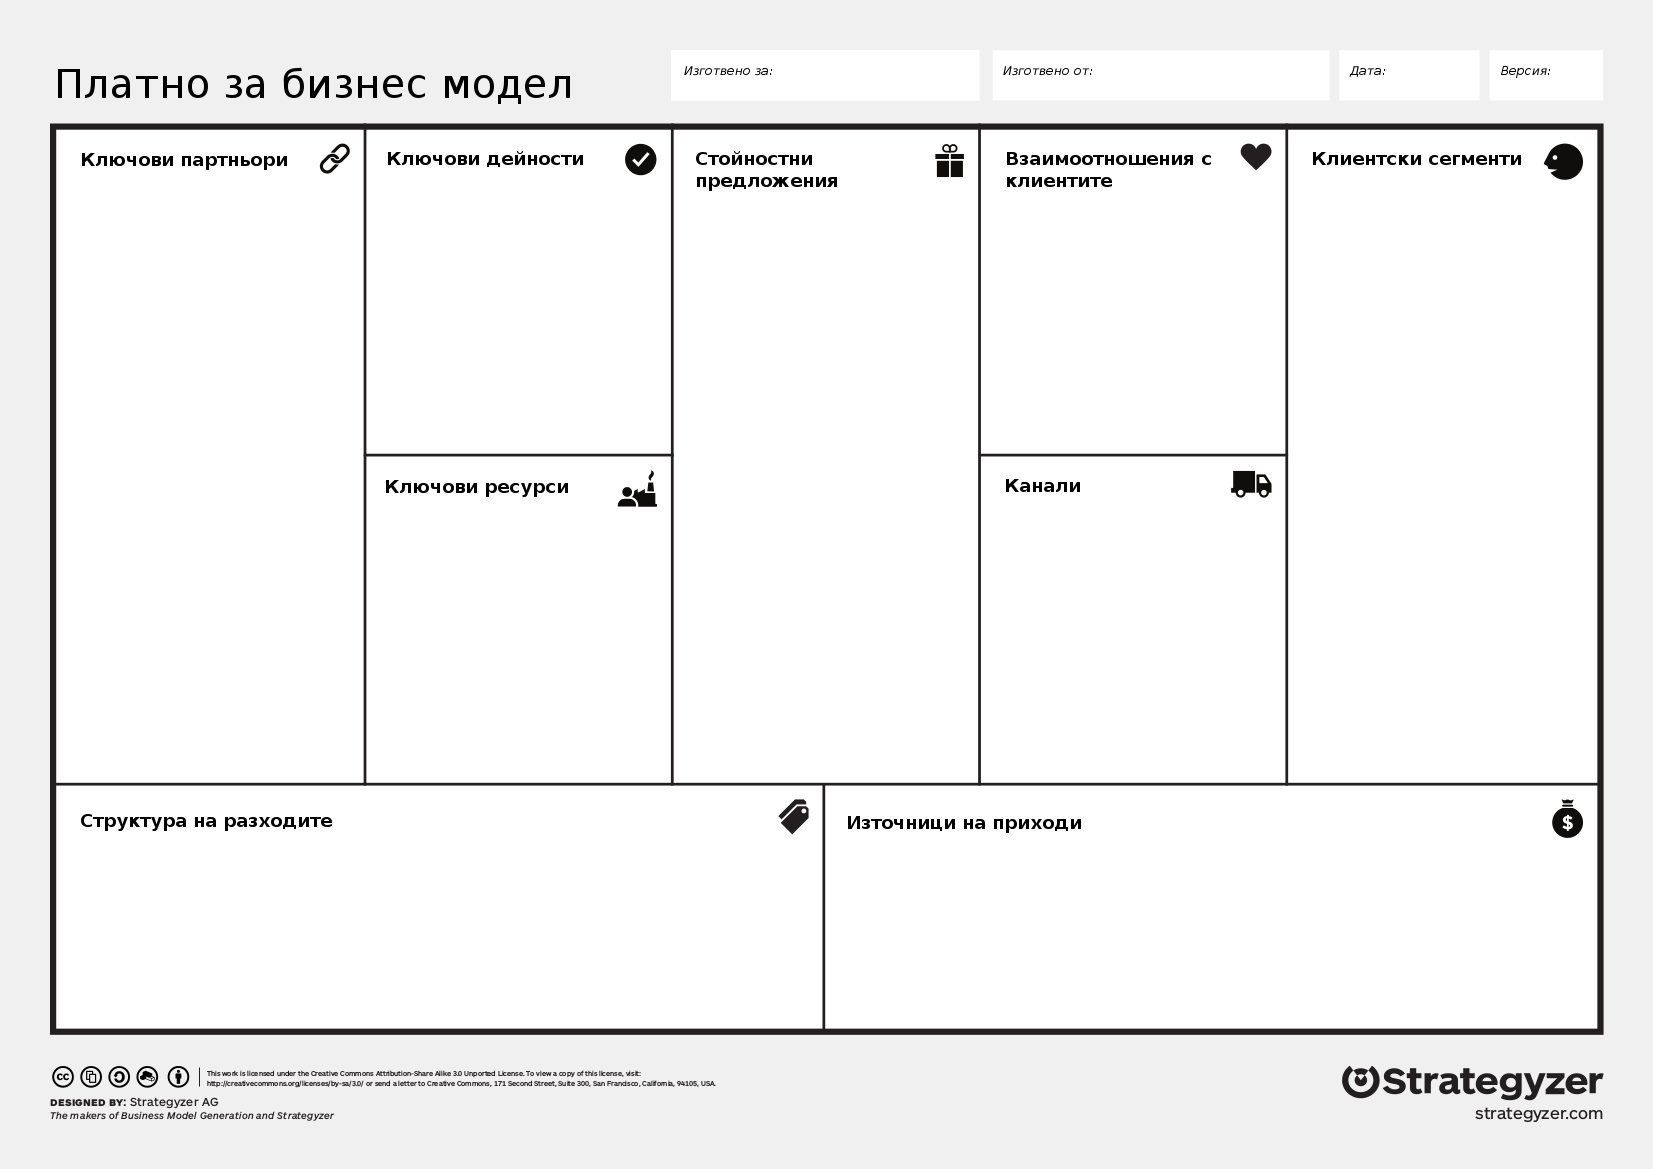 Платно за бизнес модел
Изготвено за:
Изготвено от:
Дата:
Версия:
Ключови партньори
Ключови дейности
Стойностни
предложения
Взаимоотношения с
клиентите
Клиентски сегменти
Ключови ресурси
Канали
Структура на разходите
Източници на приходи
$
cc
This work is licensed under the Creative Commons Attribution-Share Alike 3.0 Unported License. To view a copy of this license, visit:
http://creativecommons.org/licenses/by-sa/3.0/ or send a letter to Creative Commons, 171 Second Street, Suite 300, San Francisco, California, 94105, USA.
DESIGNED BY: Strategyzer AG
The makers of Business Model Generation and Strategyzer
Strategyzer
strategyzer.com